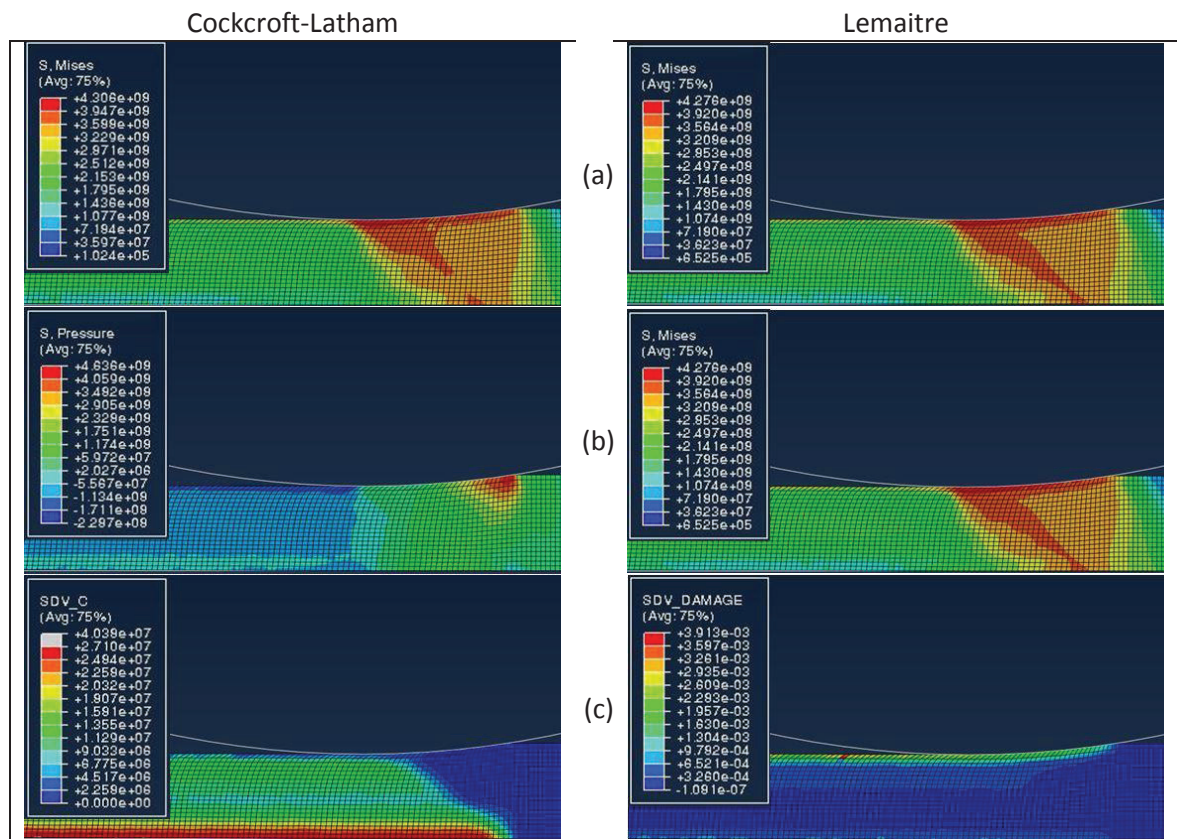 Cockcroft-Latham
Lemaitre
S, Mises
(Avg: 75%)
+4.306e+09
+3.947e+09
+3.588e+09
+3.229e+09
+2.871e+09
+2.512e+09
+2.153e+09
+1.795e+09
+1.436e+09
+1.077e+09
+7.184e+07
+3.597e+07
+1.024e+05
(a)
S, Mises
(Avg: 75%)
+4.276e+09
+3.920e+09
+3.564e+09
+3.209e+09
+2.853e+09
+2.497e+09
+2.141e+09
+1.785e+09
+1.430e+09
+1.074e+09
+7.180e+07
+3.623e+07
+6.525e+05
S, Pressure
(Avg: 75%)
+4.636e+09
+4.059e+09
+3.482e+09
+2.905e+09
+2.329e+09
+1.751e+09
+1.174e+09
+5.972e+07
+2.027e+06
-5.567e+07
-1.134e+09
-1.711e+09
-2.287e+09
(b)
S, Mises
(Avg: 75%)
+4.276e+09
+3.920e+09
+3.564e+09
+3.209e+09
+2.853e+09
+2.497e+09
+2.141e+09
+1.785e+09
+1.430e+09
+1.074e+09
+7.180e+07
+3.623e+07
+6.525e+05
SDV_C
(Avg: 75%)
+4.038e+07
+2.710e+07
+2.484e+07
+2.259e+07
+2.032e+07
+1.807e+07
+1.581e+07
+1.355e+07
+1.129e+07
+9.033e+06
+6.775e+06
+4.517e+06
+2.259e+06
+0.000e+00
(c)
SDV_DAMAGE
(Avg: 75%)
+3.913e-03
+3.587e-03
+3.261e-03
+2.935e-03
+2.609e-03
+2.283e-03
+1.957e-03
+1.630e-03
+1.304e-03
+9.782e-04
+6.521e-04
+3.260e-04
-1.081e-07